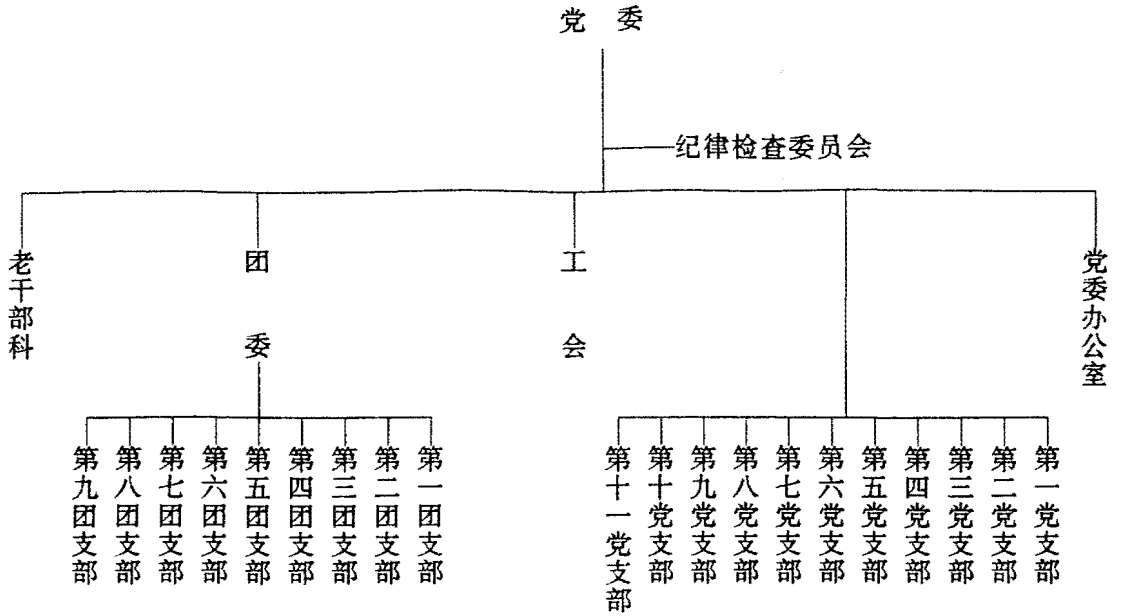 党委
纪律检查委员会
老干部科
团委
工会
党委办公室
第九团支部
第八团支部
第七团支部
第六团支部
第五团支部
第四团支部
第三团支部
第二团支部
第一团支部
第十一党支部
第十党支部
第九党支部
第八党支部
第七党支部
第六党支部
第五党支部
第四党支部
第三党支部
第二党支部
第一党支部